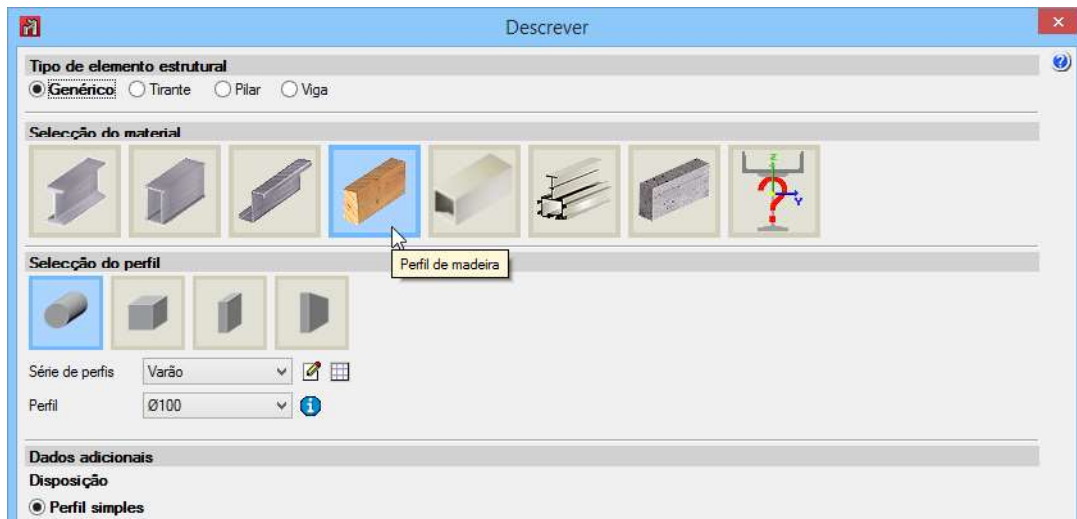 Descrever
Tipo de elemento estrutural
Genérico Tirante Pilar Viga
Selecção do material
z
Y
Perfil de madeira
Selecção do perfil
Série de perfis Varão
Perfil Ø100
Dados adicionais
Disposição
Perfil simples